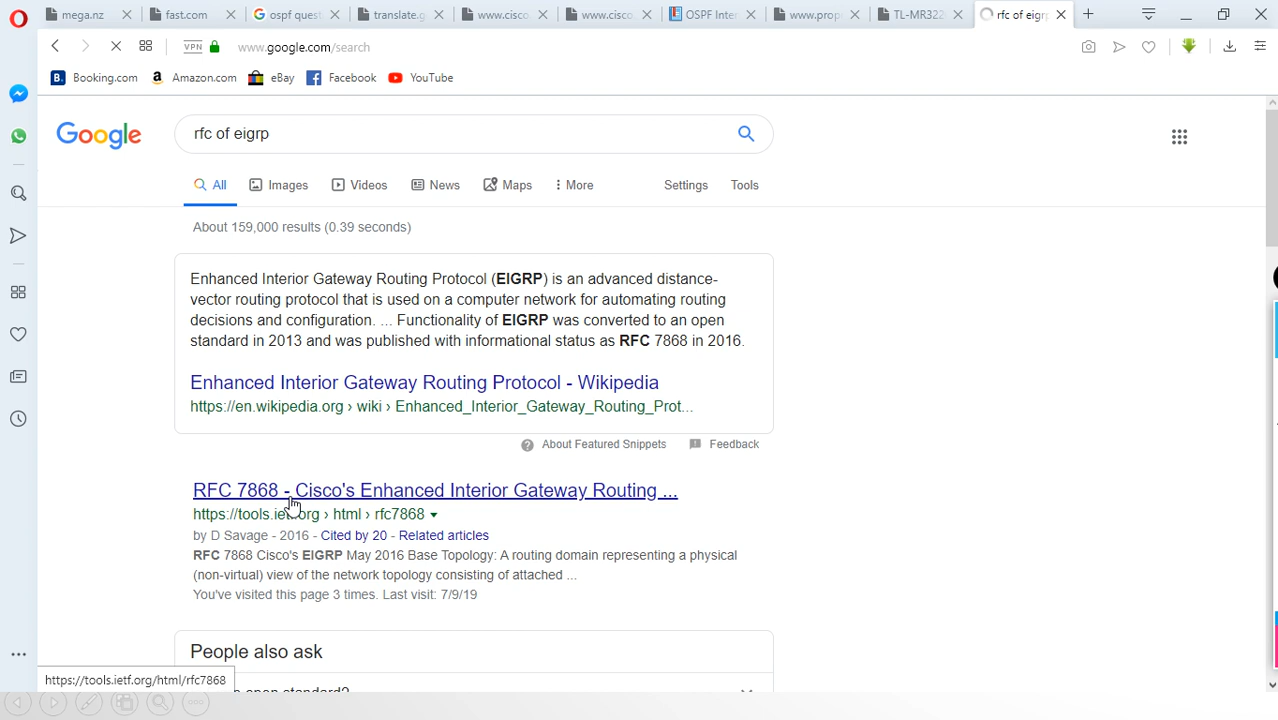 mega.nz
fast.com
ospf quest
translate.g
www.cisco.
www.cisco.
OSPF Inter
www.prop
TL-MR322
rfc of eigrp
VPN
www.google.com/search
B. Booking.com
a Amazon.com
eBay
Facebook
YouTube
Google
rfc of eigrp
All
Images
Videos
News
Maps
More
Settings
Tools
About 159,000 results (0.39 seconds)
Enhanced Interior Gateway Routing Protocol (EIGRP) is an advanced distance-
vector routing protocol that is used on a computer network for automating routing
decisions and configuration. ... Functionality of EIGRP was converted to an open
standard in 2013 and was published with informational status as RFC 7868 in 2016.
Enhanced Interior Gateway Routing Protocol - Wikipedia
https://en.wikipedia.org › wiki › Enhanced_Interior_Gateway_Routing_Prot...
About Featured Snippets
Feedback
RFC 7868 - Cisco's Enhanced Interior Gateway Routing ...
https://tools.ietf.org › html › rfc7868
by D Savage - 2016 - Cited by 20 - Related articles
RFC 7868 Cisco's EIGRP May 2016 Base Topology: A routing domain representing a physical
(non-virtual) view of the network topology consisting of attached ...
You've visited this page 3 times. Last visit: 7/9/19
People also ask
open standard?
https://tools.ietf.org/html/rfc7868